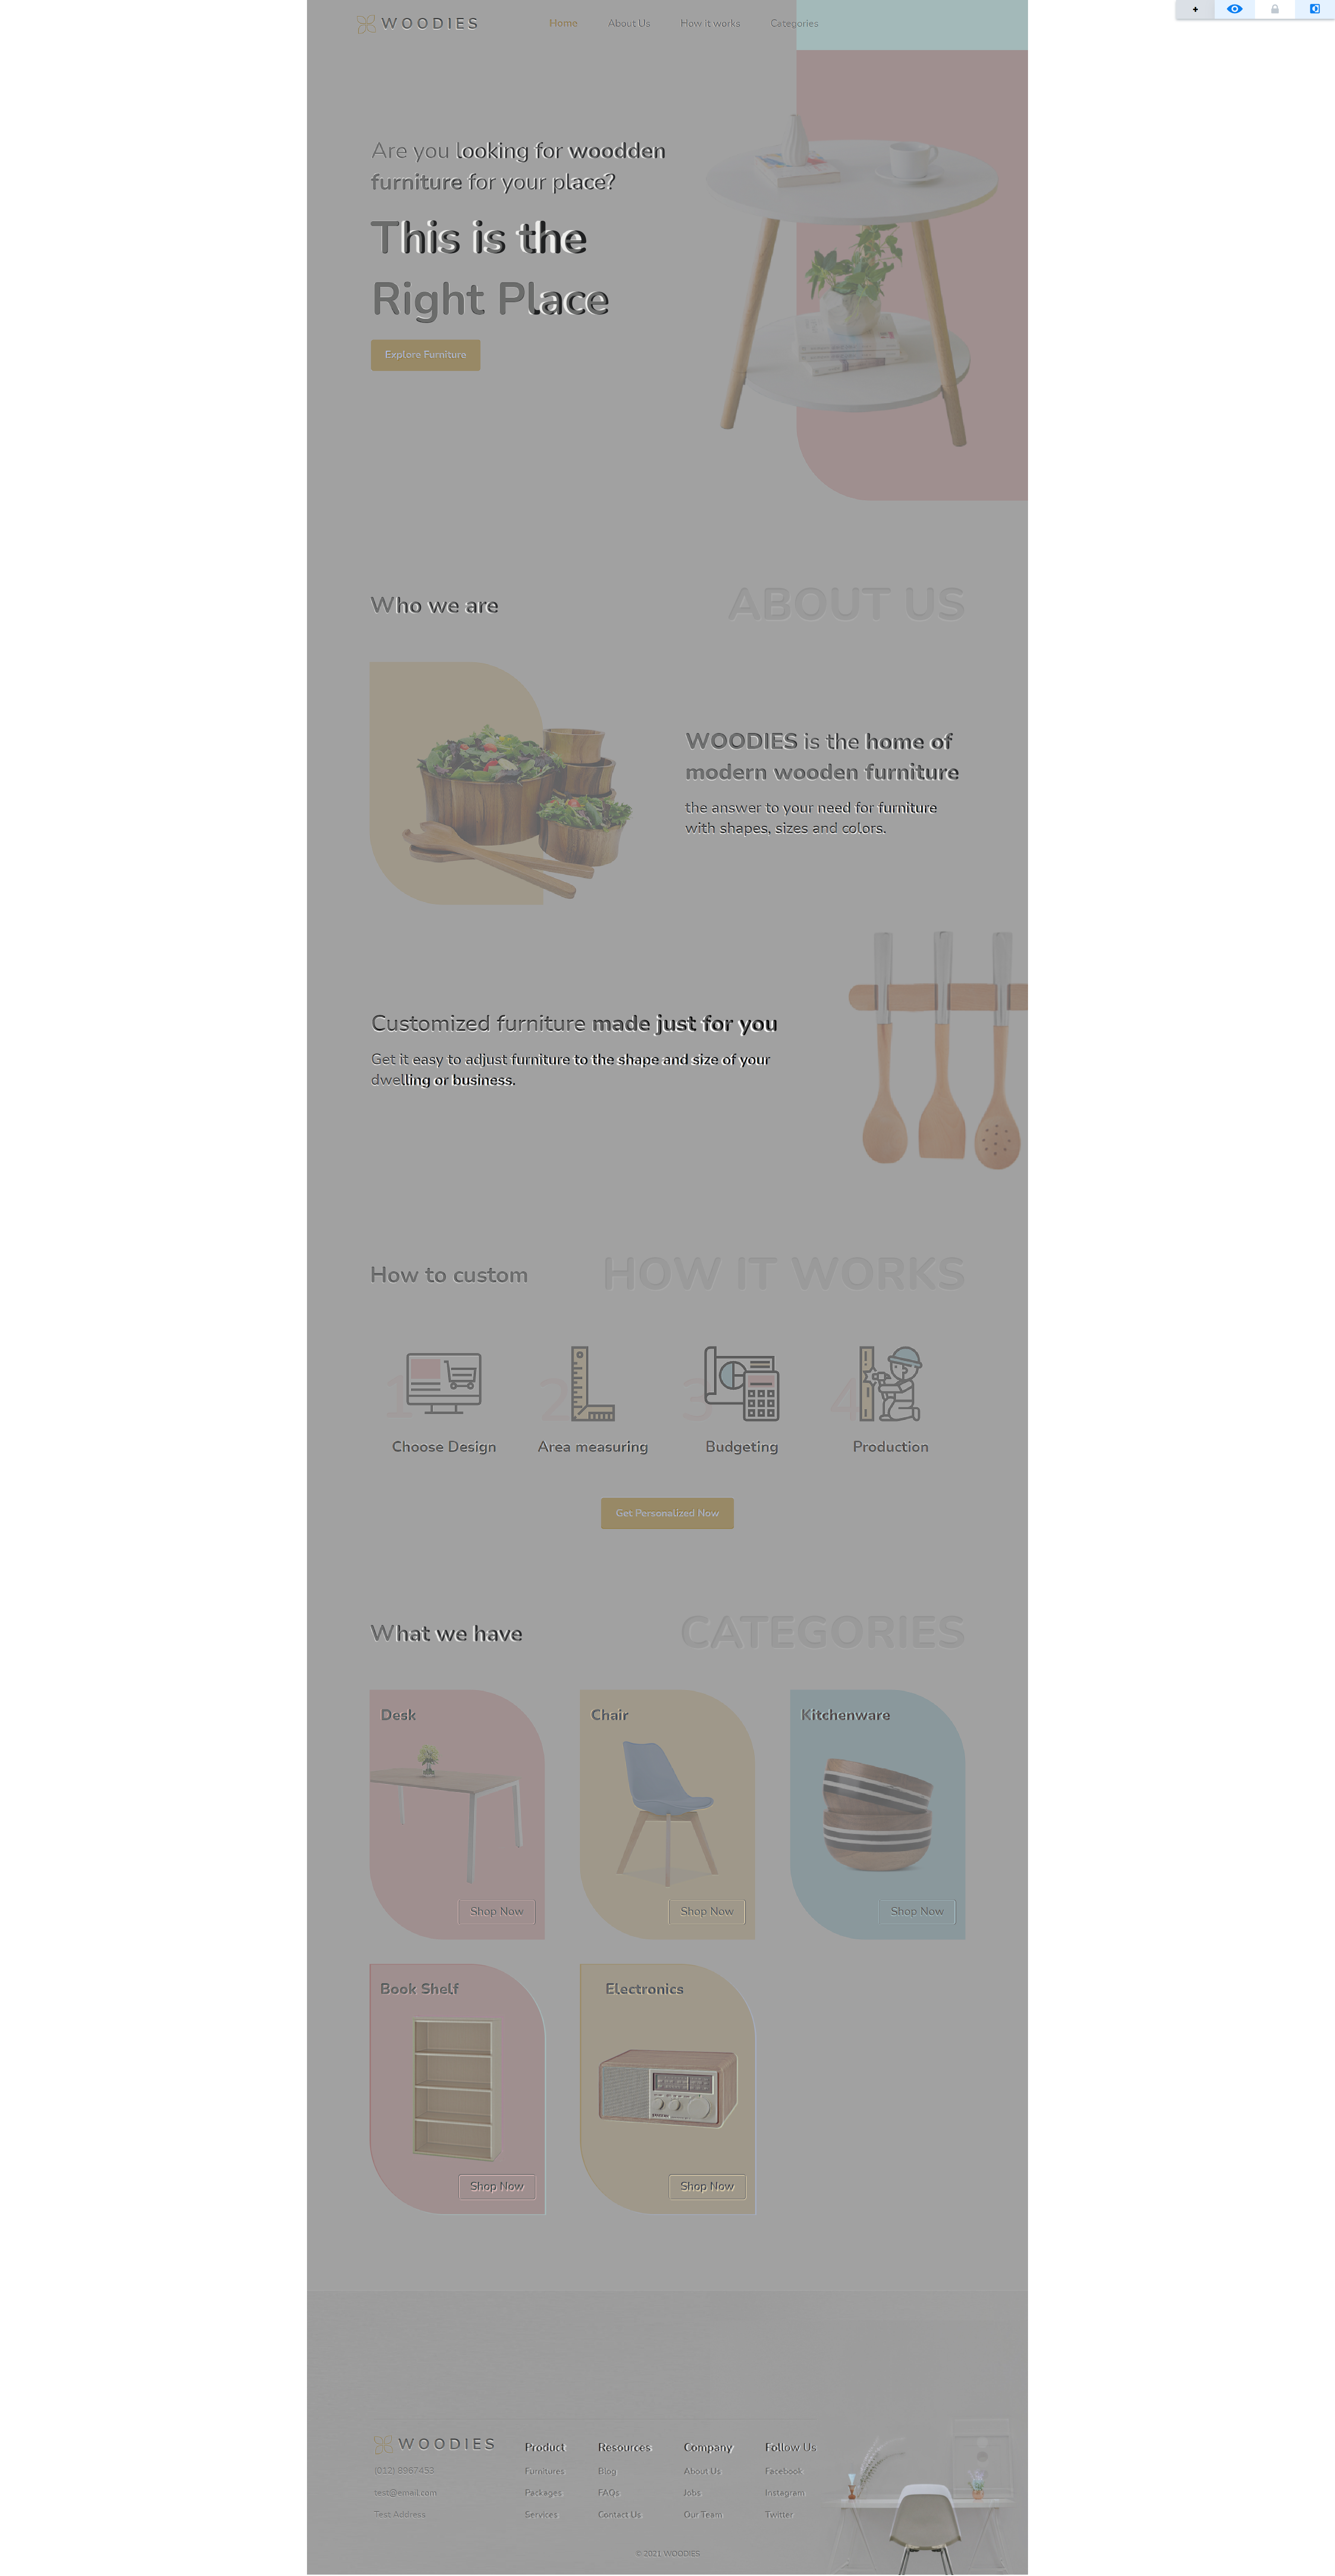 WOODIES
Home About Us How it works Categories
Are you looking for woodden
furniture for your place?
This is the
Right Place
Explore Furniture
Who we are
ABOUT US
WOODIES is the home of
modern wooden furniture
the answer to your need for furniture
with shapes, sizes and colors.
Customized furniture made just for you
Get it easy to adjust furniture to the shape and size of your
dwelling or business.
How to custom
HOW IT WORKS
1 2 3 4
Choose Design Area measuring Budgeting Production
Get Personalized Now
What we have
CATEGORIES
Desk Chair Kitchenware
Shop Now Shop Now Shop Now
Book Shelf Electronics
Shop Now Shop Now
WOODIES
Product Resources Company Follow Us
(012) 8967453 Furnitures Blog About Us Facebook
test@email.com Packages FAQs Jobs Instagram
Test Address Services Contact Us Our Team Twitter
© 2021 WOODIES